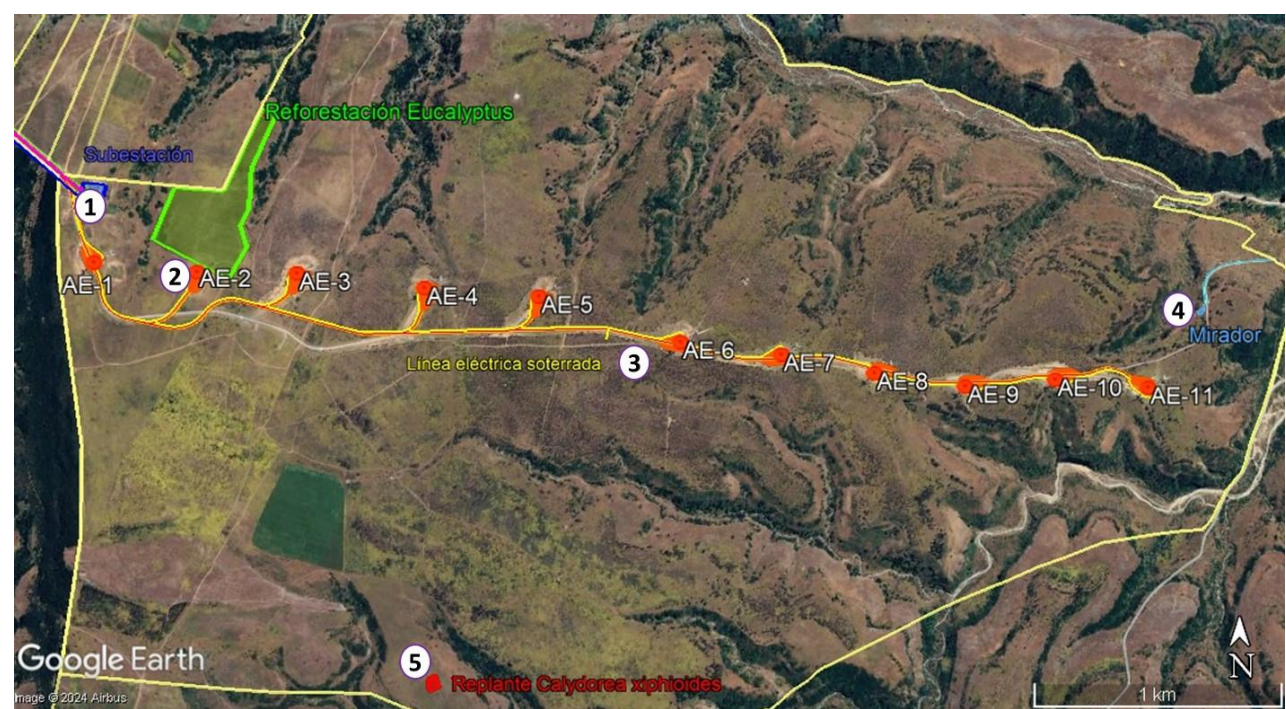 Reforestación Eucalyptus
Subestación
1
AE-1
2
AE-2
AE-3
AE-4
AE-5
4
Mirador
Línea eléctrica soterrada
3
AE-6
AE-7
AE-8
AE-9
AE-10
AE-11
5
Replante Calydorea xiphioides
Google Earth
Image © 2024 Airbus
N
1 km